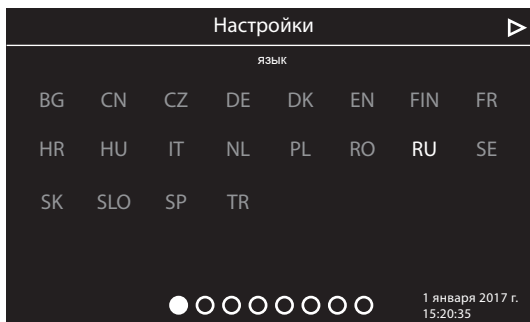 Настройки
язык
BG CN CZ DE DK EN FIN FR
HR HU IT NL PL RO RU SE
SK SLO SP TR
1 января 2017 г.
15:20:35